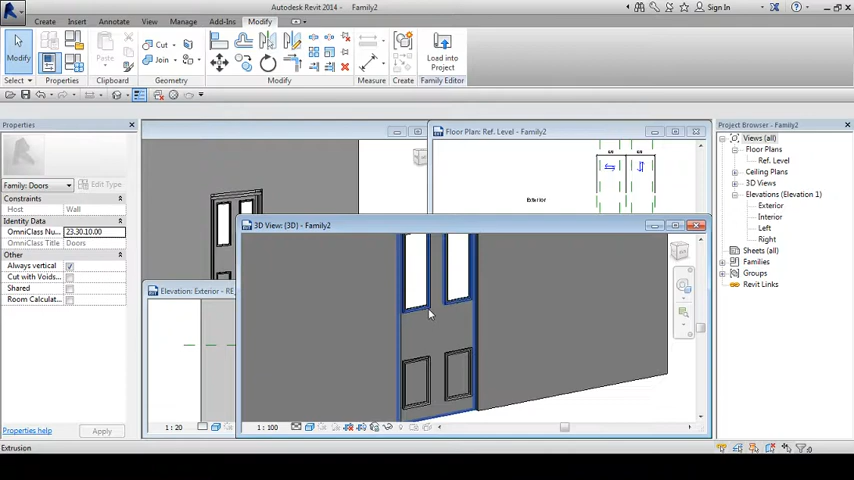 Autodesk Revit 2014 - Family2
Sign In
Create Insert Annotate View Manage Add-Ins Modify
Modify
Cut
Join
Load into
Project
Select Properties Clipboard Geometry Modify Measure Create Family Editor
Properties
Family: Doors
Edit Type
Constraints
Host Wall
Identity Data
OmniClass Nu... 23.30.10.00
OmniClass Title Doors
Other
Always vertical
Cut with Voids...
Shared
Room Calculat...
Properties help
Apply
Extrusion
Floor Plan: Ref. Level - Family2
Exterior
3D View: {3D} - Family2
Elevation: Exterior - RE
1 : 20
1 : 100
Project Browser - Family2
Views (all)
Floor Plans
Ref. Level
Ceiling Plans
3D Views
Elevations (Elevation 1)
Exterior
Interior
Left
Right
Sheets (all)
Families
Groups
Revit Links
:0